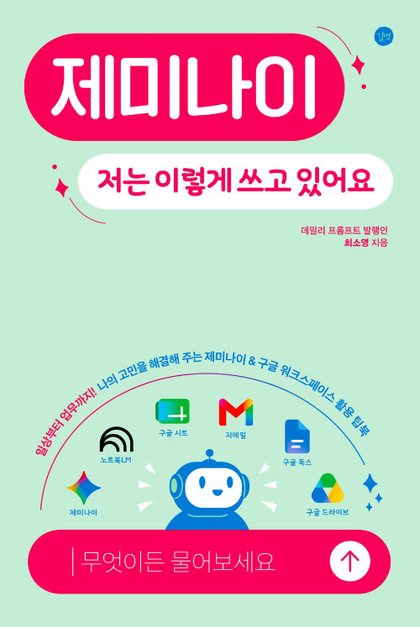 길벗
제미나이
저는 이렇게 쓰고 있어요
데일리 프롬프트 발행인
최소영 지음
일상부터 업무까지! 나의 고민을 해결해 주는 제미나이 & 구글 워크스페이스 활용 팁북
제미나이
노트북LM
구글 시트
지메일
구글 독스
구글 드라이브
무엇이든 물어보세요